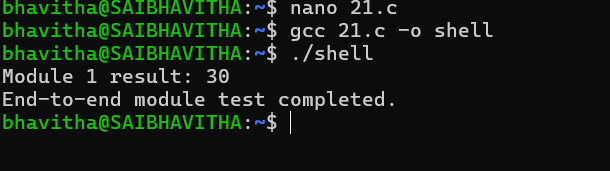 bhavitha@SAIBHAVITHA:~$ nano 21.c
bhavitha@SAIBHAVITHA:~$ gcc 21.c -o shell
bhavitha@SAIBHAVITHA:~$ ./shell
Module 1 result: 30
End-to-end module test completed.
bhavitha@SAIBHAVITHA:~$